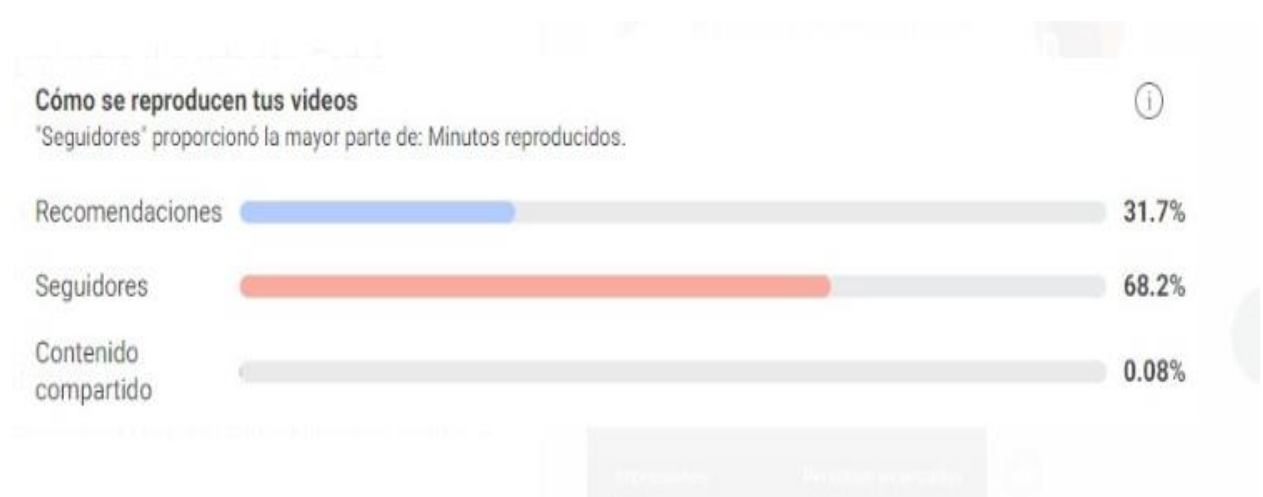 Cómo se reproducen tus videos
"Seguidores" proporcionó la mayor parte de: Minutos reproducidos.
Recomendaciones 31.7%
Seguidores 68.2%
Contenido
compartido 0.08%